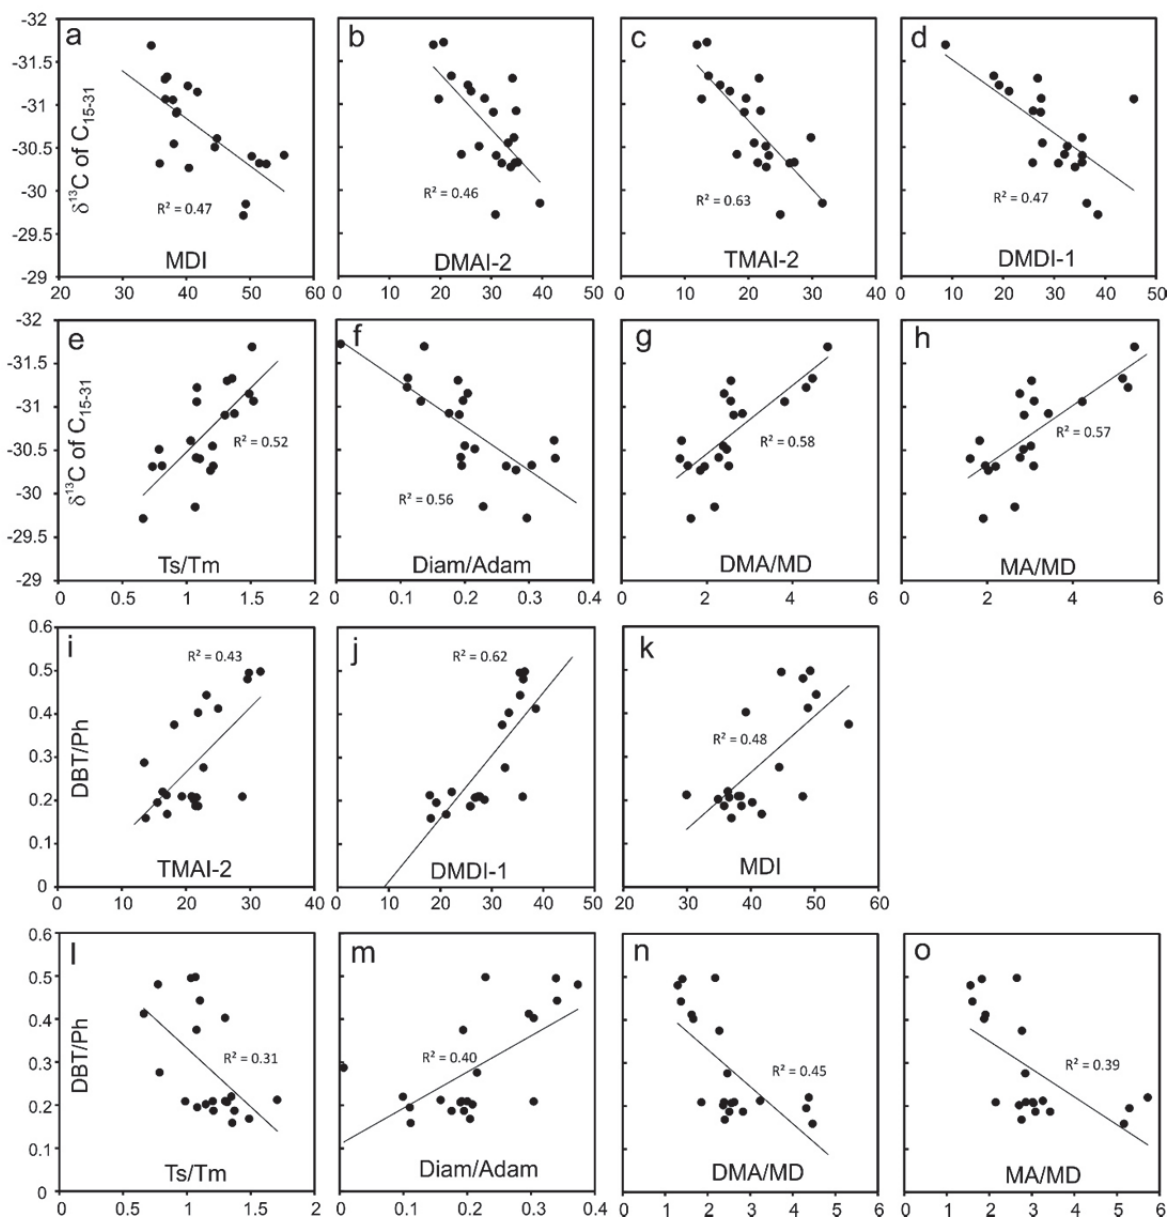 -32
-31.5
-31
-30.5
-30
-29.5
-29
δ¹³C of C₁₅₋₃₁
a
R² = 0.47
MDI
20 30 40 50 60
b
R² = 0.46
DMAI-2
0 10 20 30 40 50
c
R² = 0.63
TMAI-2
0 10 20 30 40
d
R² = 0.47
DMDI-1
0 10 20 30 40 50
-32
-31.5
-31
-30.5
-30
-29.5
-29
δ¹³C of C₁₅₋₃₁
e
R² = 0.52
Ts/Tm
0 0.5 1 1.5 2
f
R² = 0.56
Diam/Adam
0 0.1 0.2 0.3 0.4
g
R² = 0.58
DMA/MD
0 2 4 6
h
R² = 0.57
MA/MD
0 2 4 6
0.6
0.5
0.4
0.3
0.2
0.1
0
DBT/Ph
i
R² = 0.43
TMAI-2
0 10 20 30 40
j
R² = 0.62
DMDI-1
0 10 20 30 40 50
k
R² = 0.48
MDI
20 30 40 50 60
0.6
0.5
0.4
0.3
0.2
0.1
0
DBT/Ph
l
R² = 0.31
Ts/Tm
0 0.5 1 1.5 2
m
R² = 0.40
Diam/Adam
0 0.1 0.2 0.3 0.4
n
R² = 0.45
DMA/MD
0 1 2 3 4 5 6
o
R² = 0.39
MA/MD
0 1 2 3 4 5 6